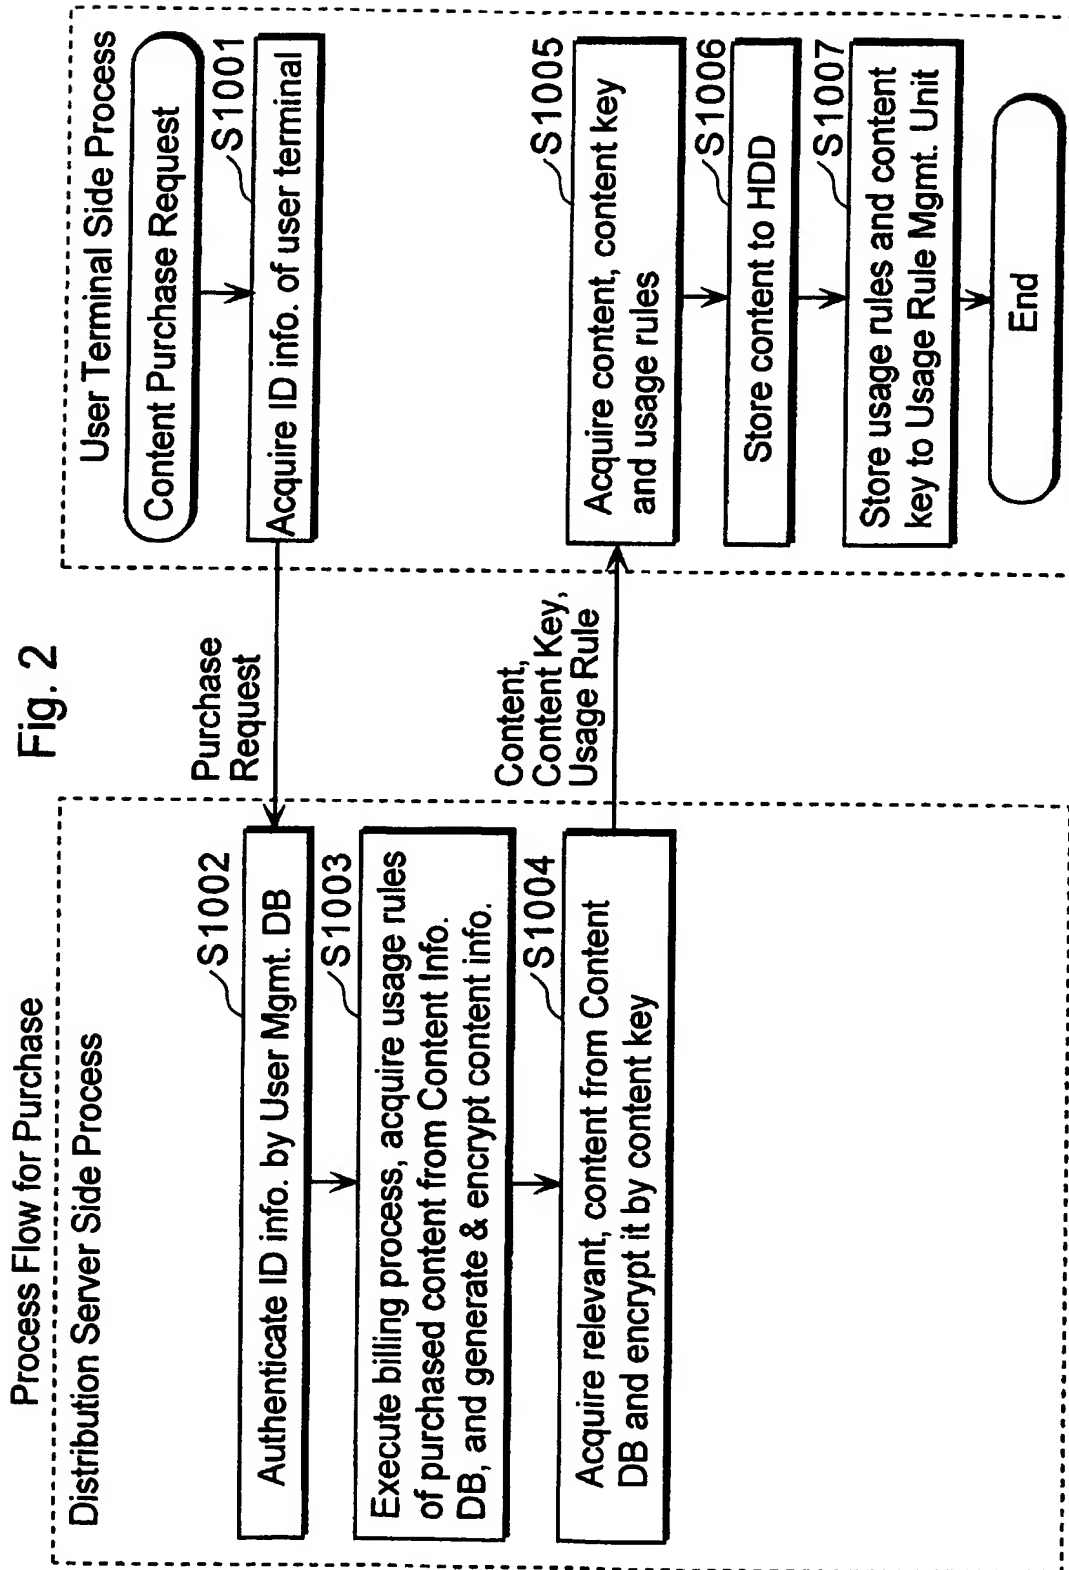 Fig. 2
Process Flow for Purchase
Distribution Server Side Process
S1002
Authenticate ID info. by User Mgmt. DB
S1003
Execute billing process, acquire usage rules
of purchased content from Content Info.
DB, and generate & encrypt content info.
S1004
Acquire relevant, content from Content
DB and encrypt it by content key
Purchase
Request
Content,
Content Key,
Usage Rule
User Terminal Side Process
Content Purchase Request
S1001
Acquire ID info. of user terminal
S1005
Acquire content, content key
and usage rules
S1006
Store content to HDD
S1007
Store usage rules and content
key to Usage Rule Mgmt. Unit
End